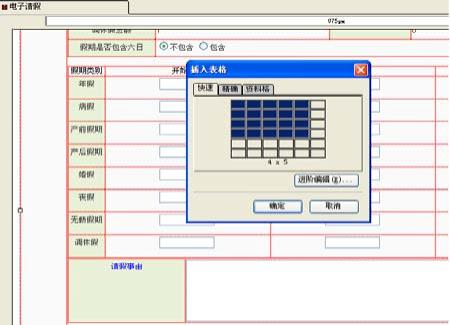 电子请假
975px
假期是否包含六日
不包含 包含
假期类别
开始
年假
病假
产前假期
产后假期
婚假
丧假
无薪假期
调休假
请假事由
插入表格
快速 精确 资料格
4 x 5
进阶编辑(E)...
确定 取消